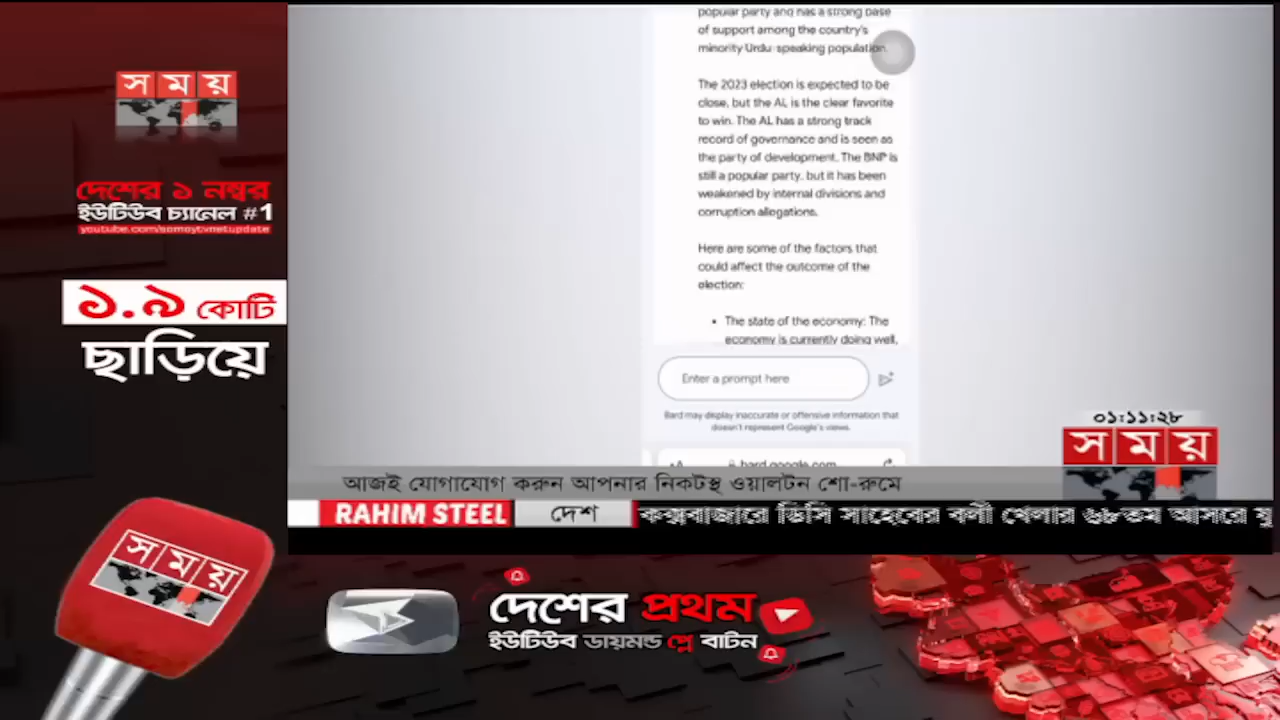 সময়
দেশের ১ নম্বর
ইউটিউব চ্যানেল #1
youtube.com/somoytvnetupdate
১.৯ কোটি
ছাড়িয়ে
popular party and has a strong base
of support among the country's
minority Urdu-speaking population.
The 2023 election is expected to be
close, but the AL is the clear favorite
to win. The AL has a strong track
record of governance and is seen as
the party of development. The BNP is
still a popular party, but it has been
weakened by internal divisions and
corruption allegations.
Here are some of the factors that
could affect the outcome of the
election:
• The state of the economy: The
economy is currently doing well,
Enter a prompt here
Bard may display inaccurate or offensive information that
doesn't represent Google's views.
bard.google.com
০১:১১:২৮
সময়
আজই যোগাযোগ করুন আপনার নিকটস্থ ওয়ালটন শো-রুমে
RAHIM STEEL দেশ কক্সবাজারে ডিসি সাহেবের বলী খেলার ৬৮তম আসরে
সময়
দেশের প্রথম
ইউটিউব ডায়মন্ড প্লে বাটন